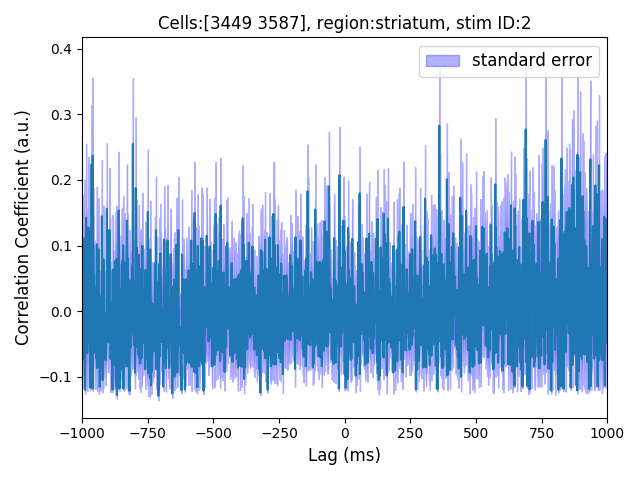 Cells:[3449 3587], region:striatum, stim ID:2
standard error
Correlation Coefficient (a.u.)
0.4
0.3
0.2
0.1
0.0
−0.1
−1000 −750 −500 −250 0 250 500 750 1000
Lag (ms)